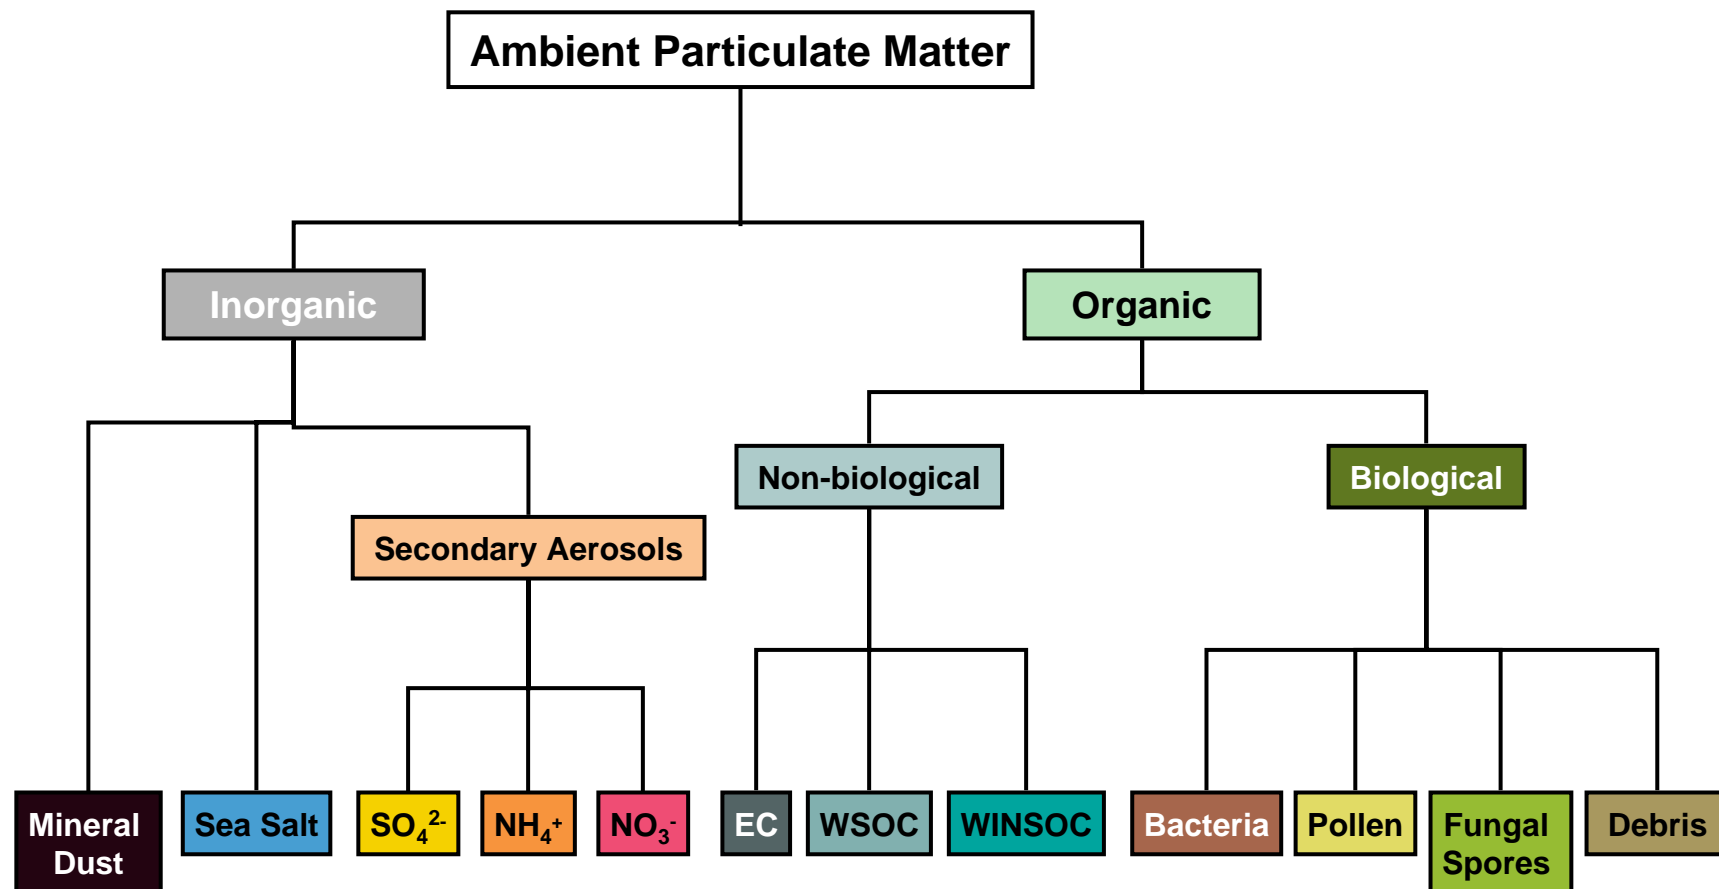 Ambient Particulate Matter
Inorganic
Organic
Non-biological
Biological
Secondary Aerosols
Mineral
Dust
Sea Salt
SO₄²⁻
NH₄⁺
NO₃⁻
EC
WSOC
WINSOC
Bacteria
Pollen
Fungal
Spores
Debris